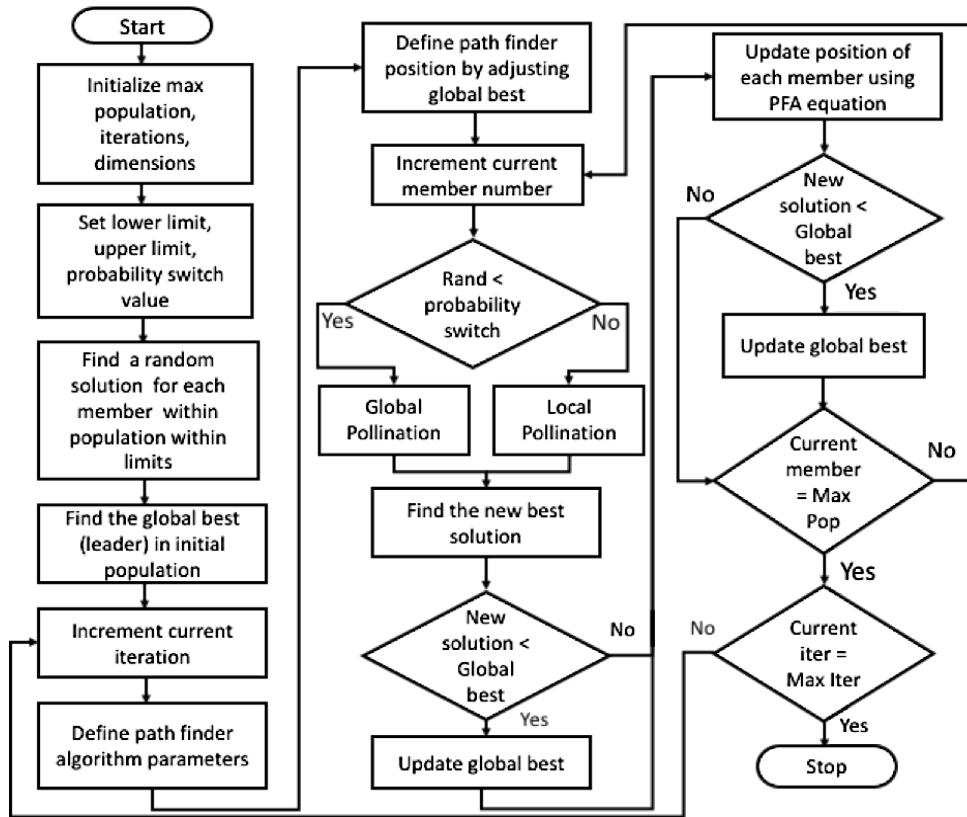 Start
Initialize max
population,
iterations,
dimensions
Set lower limit,
upper limit,
probability switch
value
Find a random
solution for each
member within
population within
limits
Find the global best
(leader) in initial
population
Increment current
iteration
Define path finder
algorithm parameters
Define path finder
position by adjusting
global best
Increment current
member number
Rand <
probability
switch
Yes
No
Global
Pollination
Local
Pollination
Find the new best
solution
New
solution <
Global
best
No
Yes
Update global best
Update position of
each member using
PFA equation
New
solution <
Global
best
No
Yes
Update global best
Current
member
= Max
Pop
No
Yes
Current
iter =
Max Iter
No
Yes
Stop